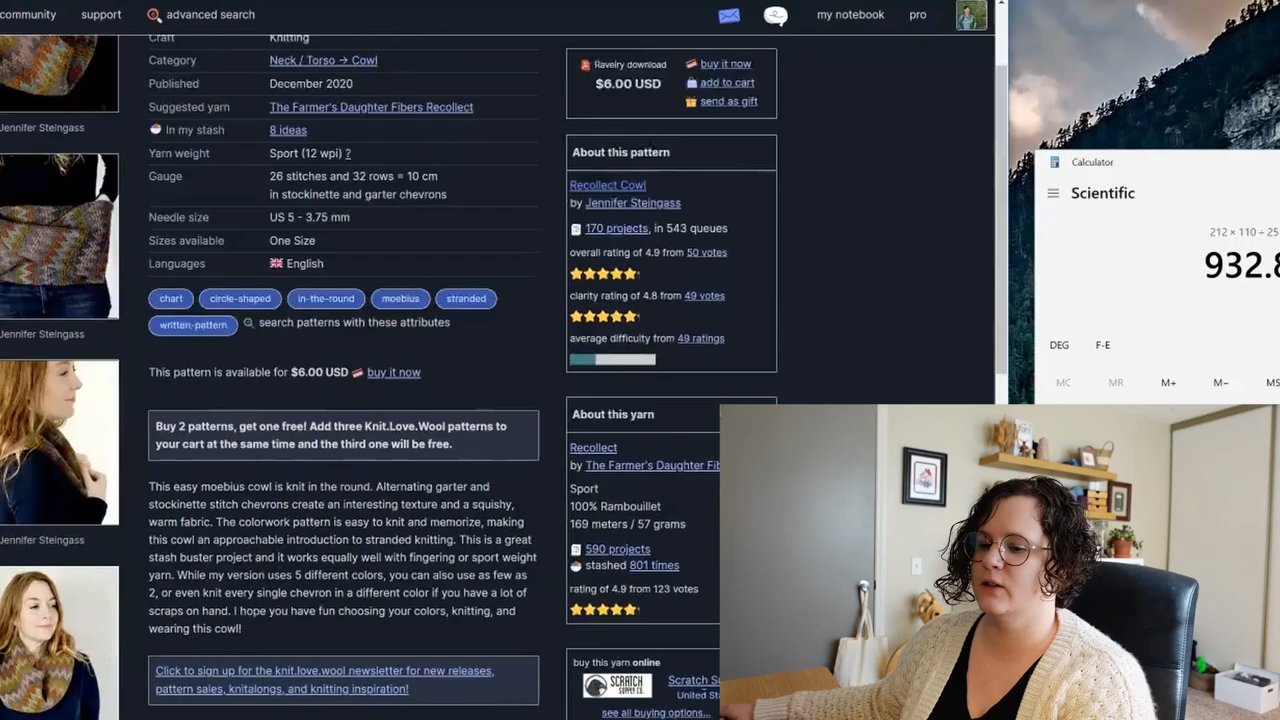 community support advanced search my notebook pro
Craft Knitting
Category Neck / Torso → Cowl
Published December 2020
Suggested yarn The Farmer's Daughter Fibers Recollect
In my stash 8 ideas
Yarn weight Sport (12 wpi) ?
Gauge 26 stitches and 32 rows = 10 cm
in stockinette and garter chevrons
Needle size US 5 - 3.75 mm
Sizes available One Size
Languages English
chart circle-shaped in-the-round moebius stranded
written-pattern search patterns with these attributes
This pattern is available for $6.00 USD buy it now
Buy 2 patterns, get one free! Add three Knit.Love.Wool patterns to
your cart at the same time and the third one will be free.
This easy moebius cowl is knit in the round. Alternating garter and
stockinette stitch chevrons create an interesting texture and a squishy,
warm fabric. The colorwork pattern is easy to knit and memorize, making
this cowl an approachable introduction to stranded knitting. This is a great
stash buster project and it works equally well with fingering or sport weight
yarn. While my version uses 5 different colors, you can also use as few as
2, or even knit every single chevron in a different color if you have a lot of
scraps on hand. I hope you have fun choosing your colors, knitting, and
wearing this cowl!
Click to sign up for the knit.love.wool newsletter for new releases,
pattern sales, knitalongs, and knitting inspiration!
Jennifer Steingass
Jennifer Steingass
Jennifer Steingass
Ravelry download
$6.00 USD
buy it now
add to cart
send as gift
About this pattern
Recollect Cowl
by Jennifer Steingass
170 projects, in 543 queues
overall rating of 4.9 from 50 votes
clarity rating of 4.8 from 49 votes
average difficulty from 49 ratings
About this yarn
Recollect
by The Farmer's Daughter Fib
Sport
100% Rambouillet
169 meters / 57 grams
590 projects
stashed 801 times
rating of 4.9 from 123 votes
buy this yarn online
SCRATCH
Scratch Su
United Sta
see all buying options...
Calculator
Scientific
212 × 110 ÷ 25
932.8
DEG F-E
MC MR M+ M− MS